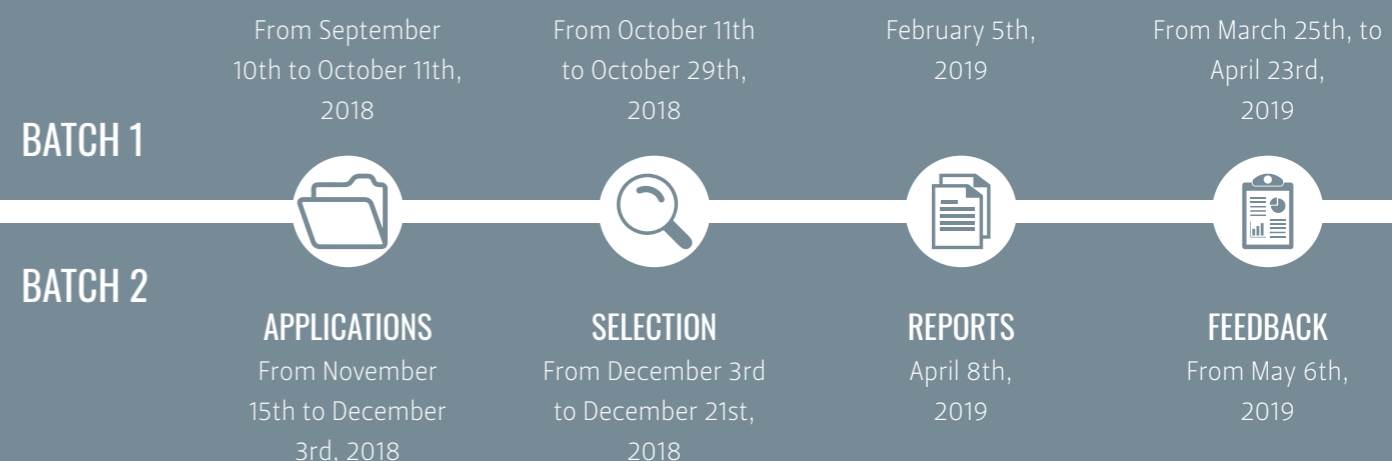 From September
10th to October 11th,
2018
From October 11th
to October 29th,
2018
February 5th,
2019
From March 25th, to
April 23rd,
2019
BATCH 1
BATCH 2
APPLICATIONS
From November
15th to December
3rd, 2018
SELECTION
From December 3rd
to December 21st,
2018
REPORTS
April 8th,
2019
FEEDBACK
From May 6th,
2019